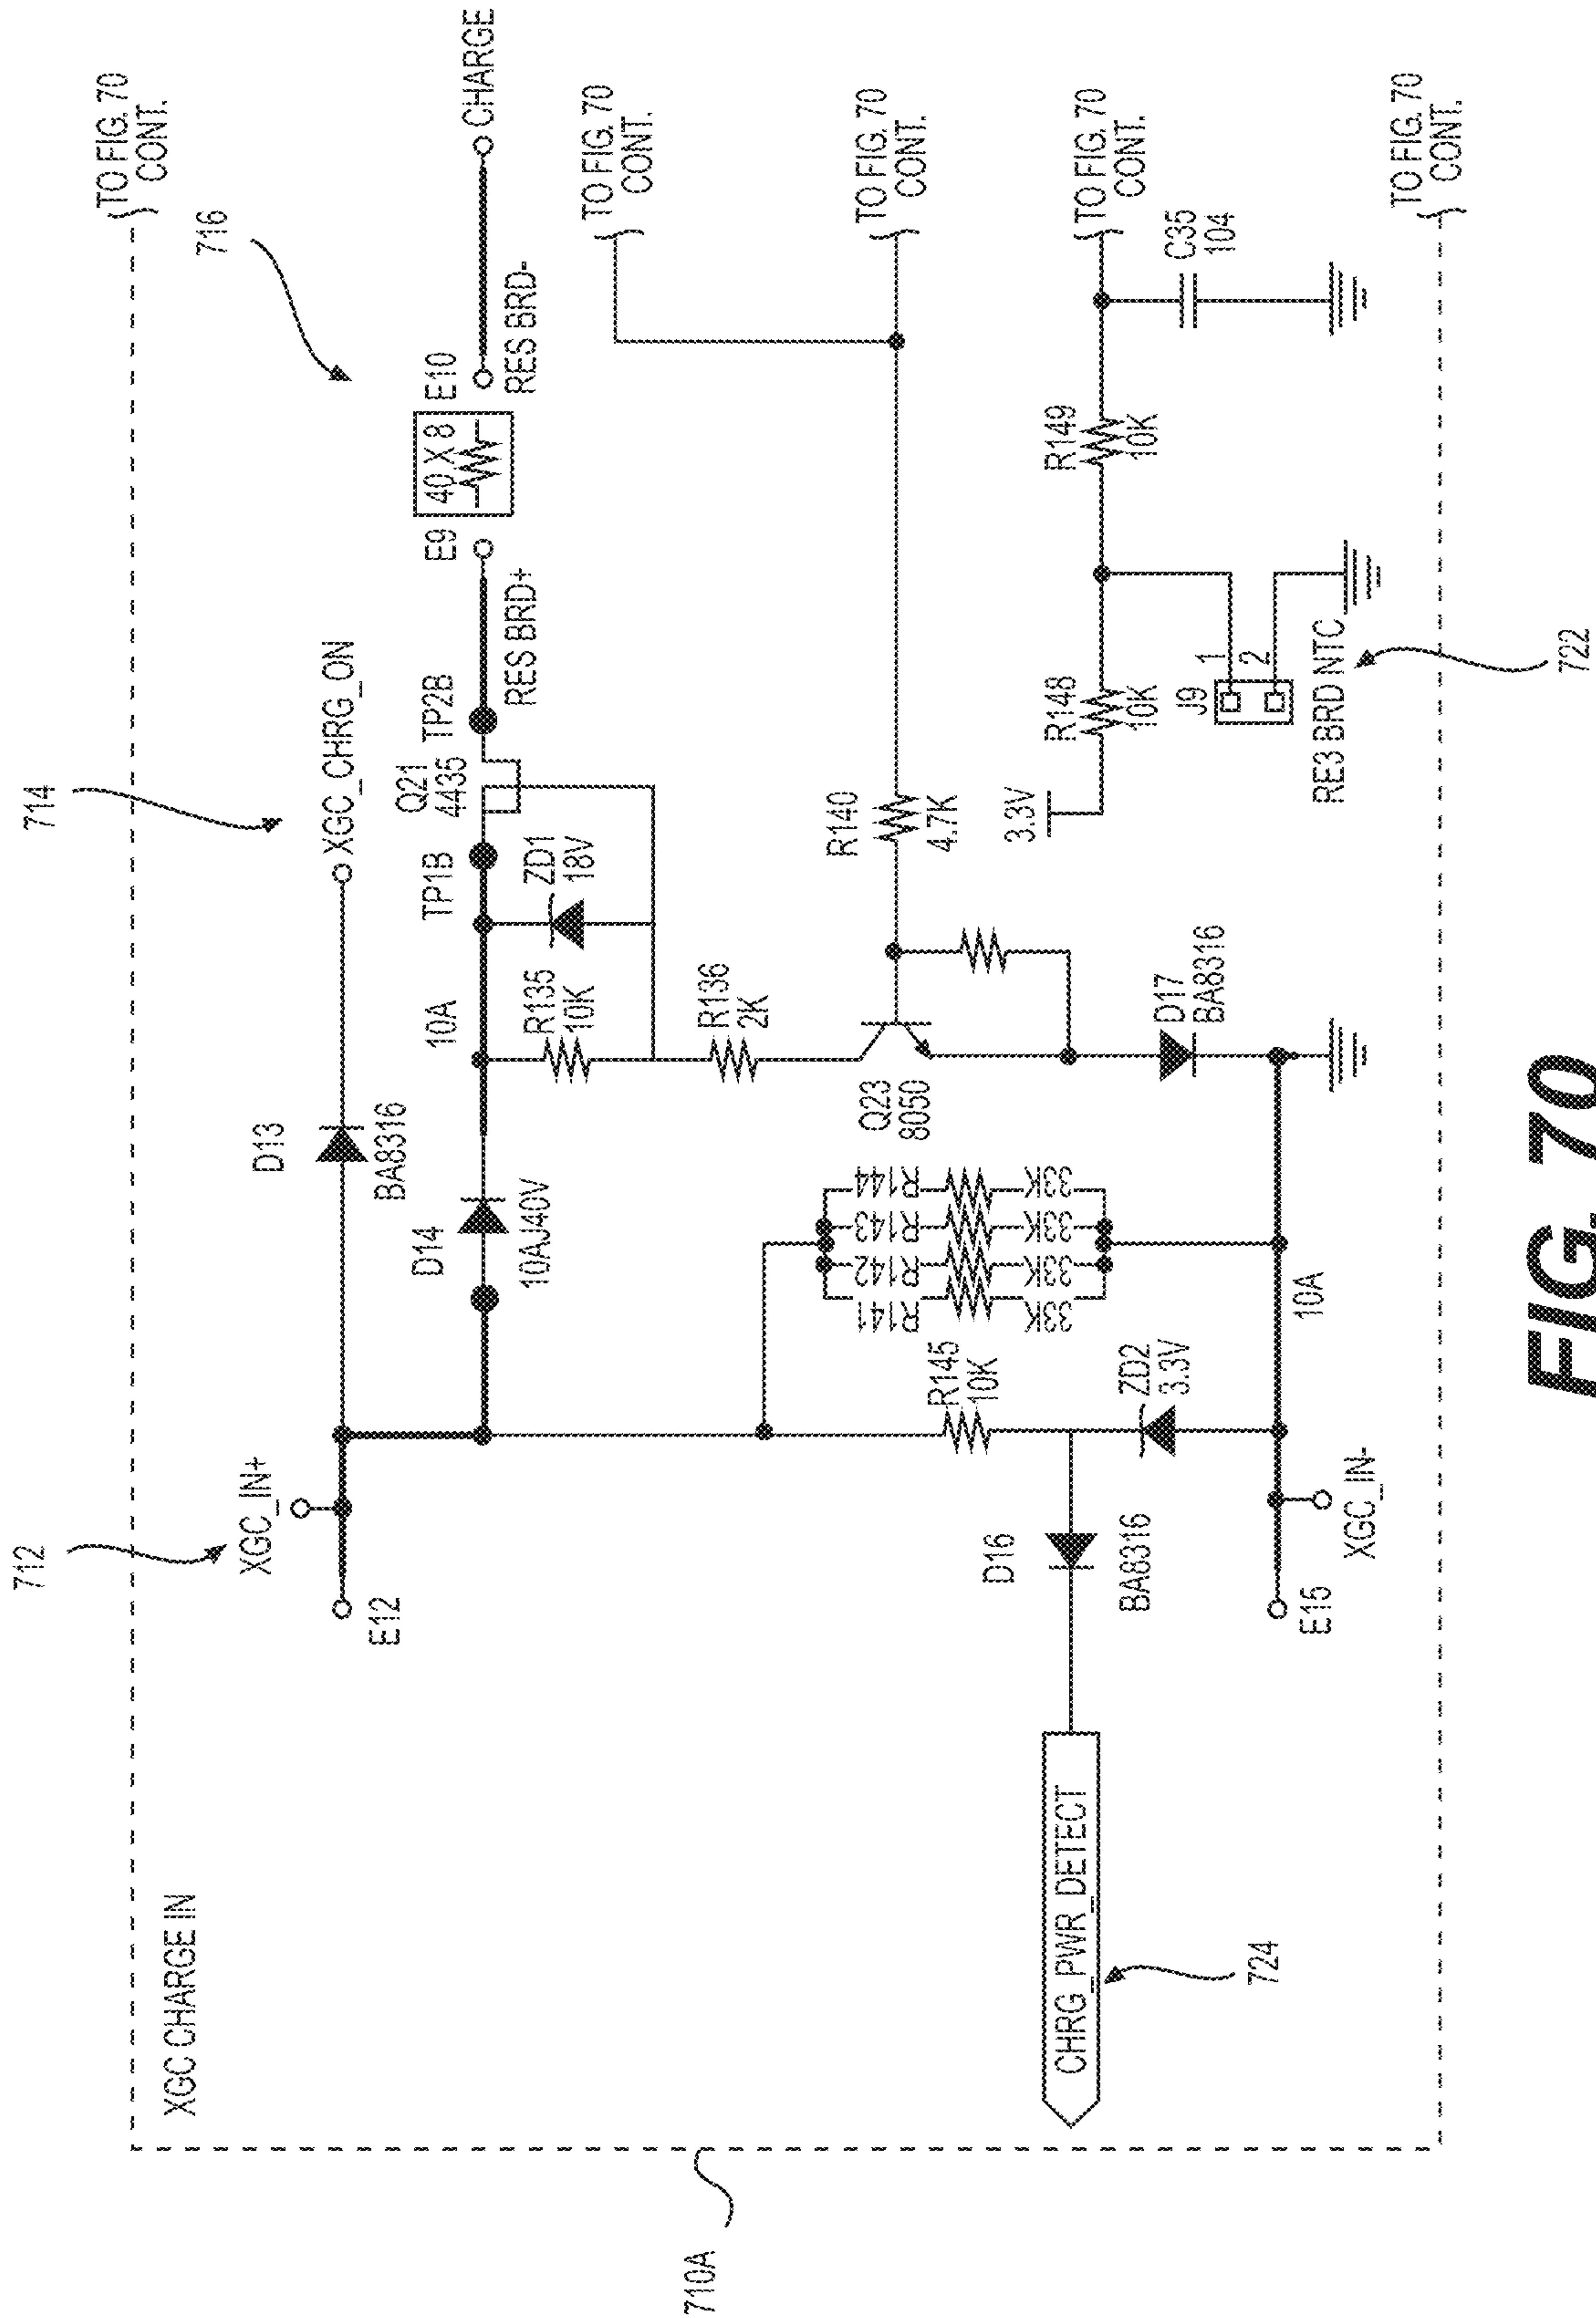 710A
XGC CHARGE IN
712
XGC_IN+
E12
714
D13
BA8316
XGC_CHRG_ON
716
TO FIG. 70
CONT.
D14
10AJ40V
10A
TP1B
Q21
4435
TP2B
RES BRD+
E9
40 X 8
E10
RES BRD-
CHARGE
R135
10K
ZD1
18V
R136
2K
TO FIG. 70
CONT.
Q23
8050
R140
4.7K
TO FIG. 70
CONT.
R141
R142
R143
R144
33K
33K
33K
33K
R145
10K
ZD2
3.3V
D16
BA8316
CHRG_PWR_DETECT
724
D17
BA8316
3.3V
R148
10K
R149
10K
TO FIG. 70
CONT.
C35
104
J9
1
2
RE3 BRD NTC
722
E15
XGC_IN-
10A
TO FIG. 70
CONT.
FIG. 70